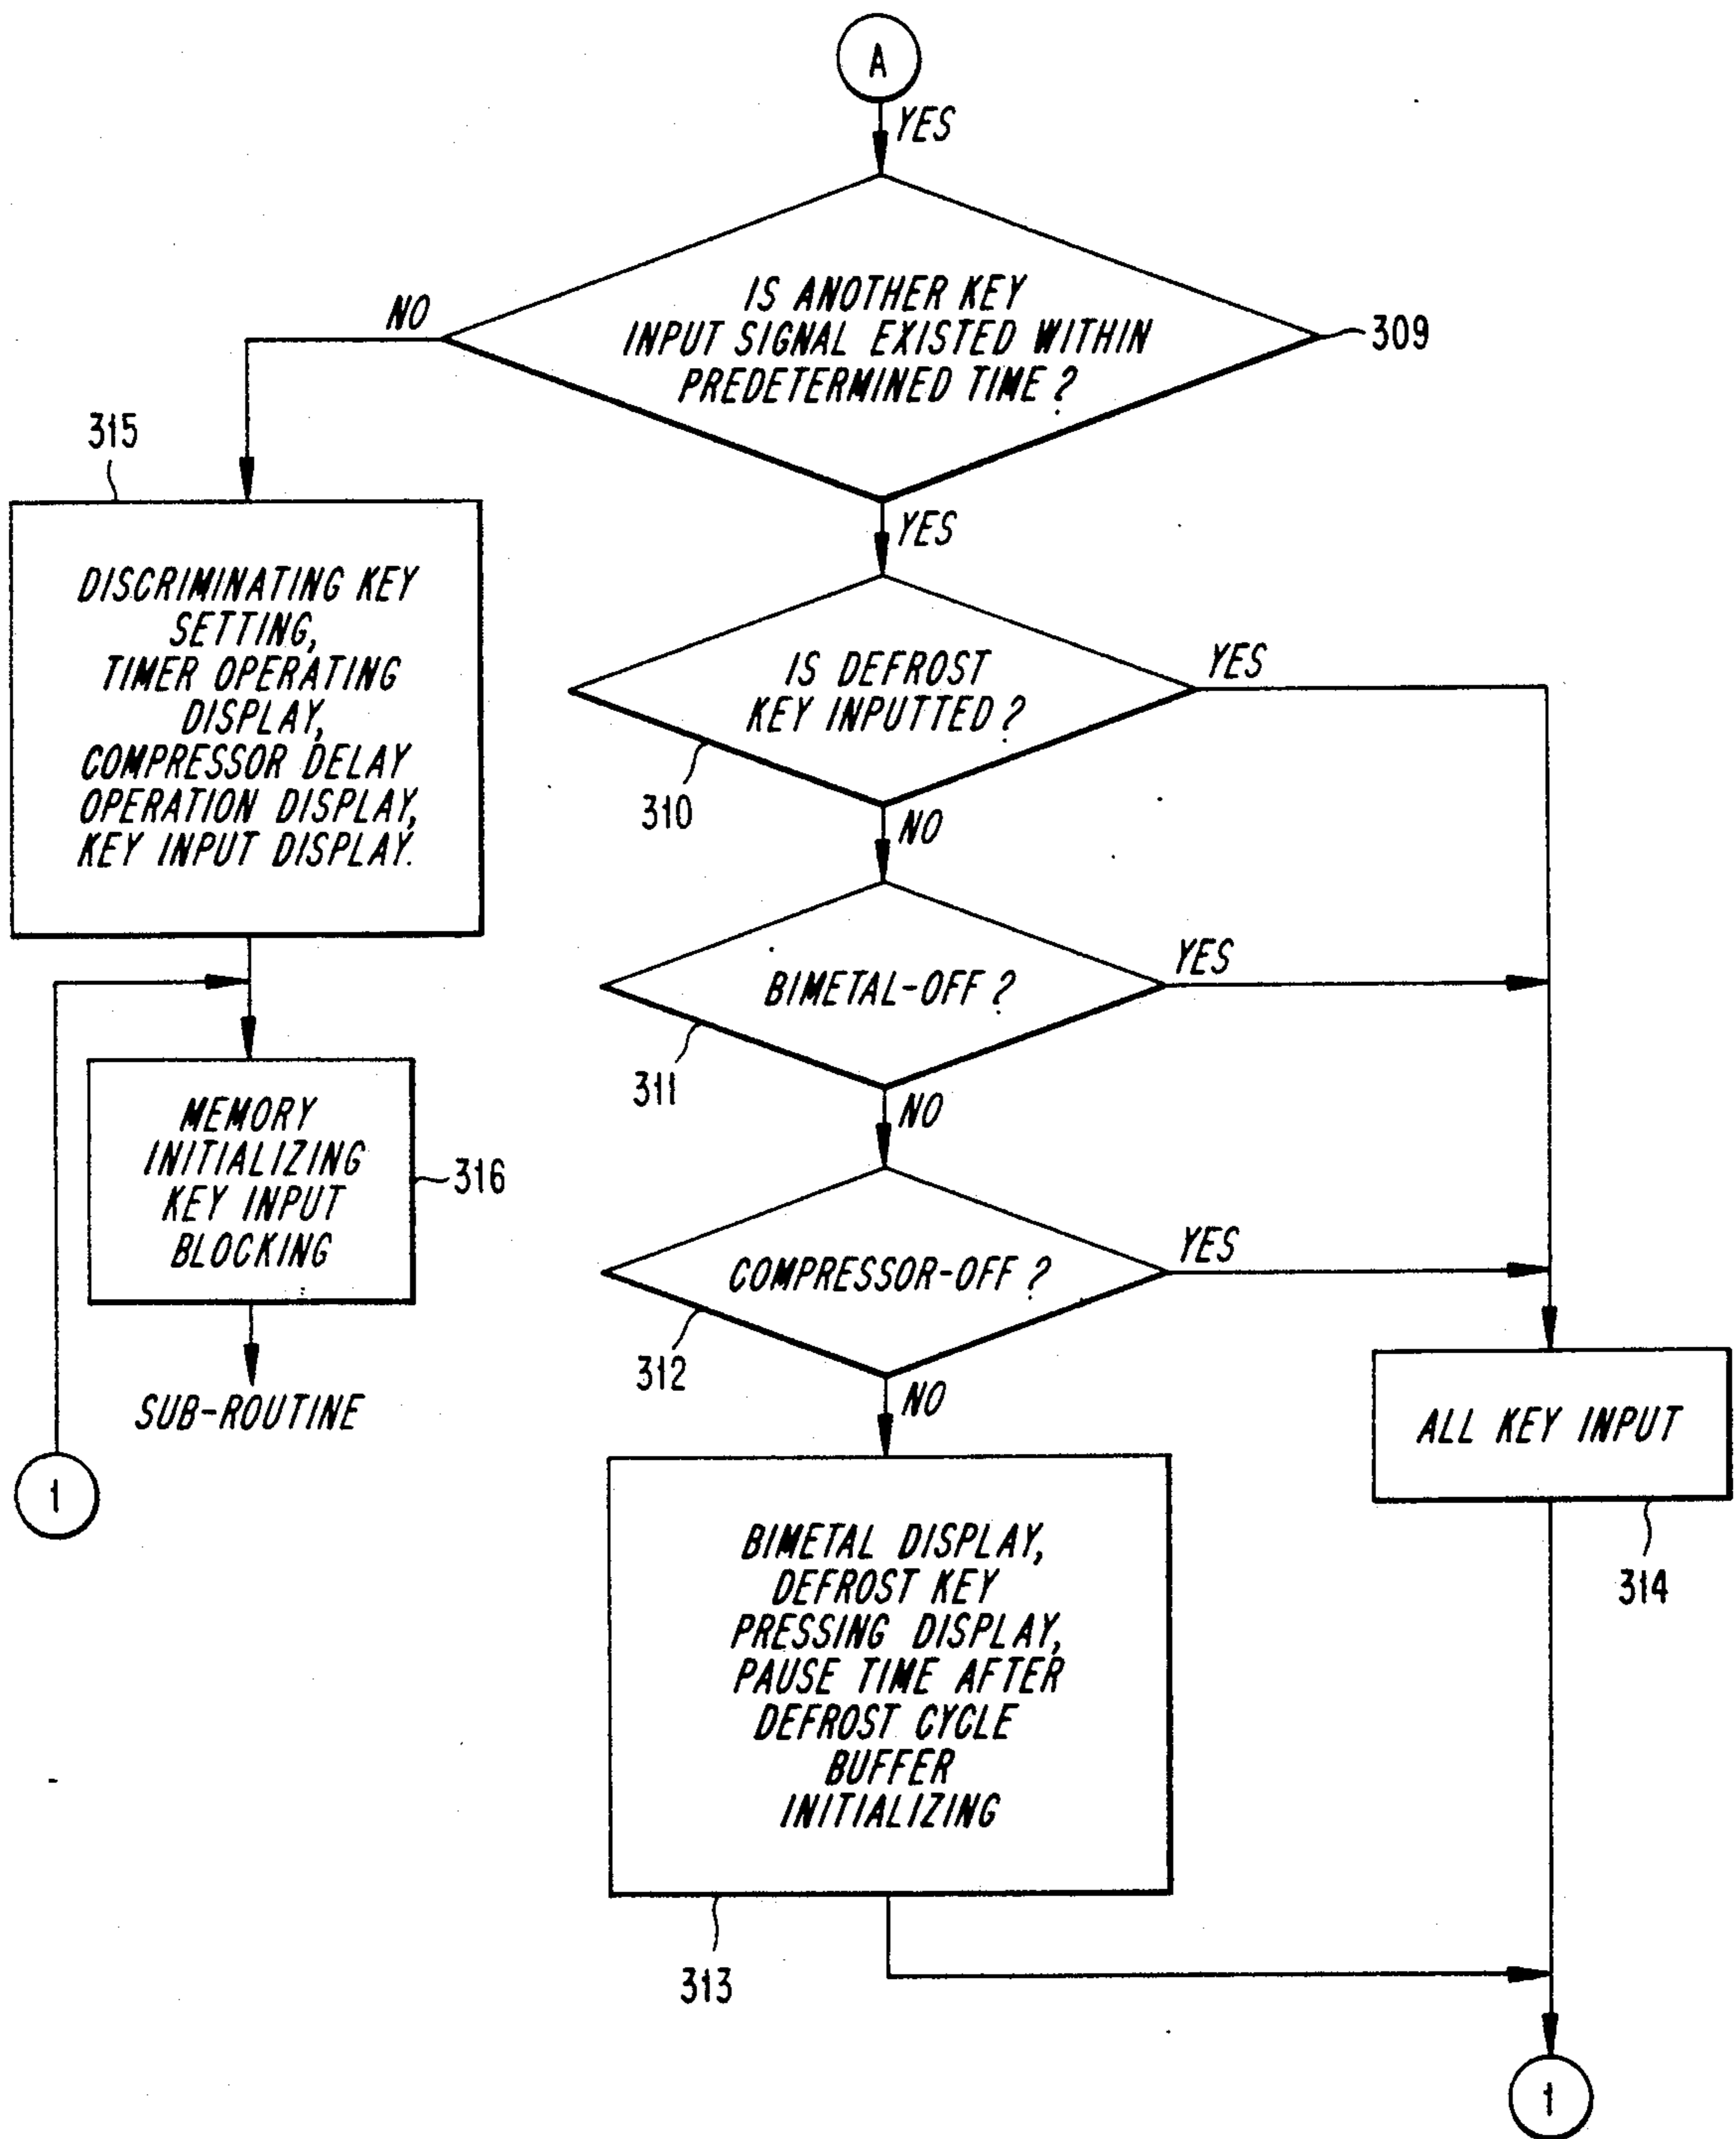 A
YES
IS ANOTHER KEY
INPUT SIGNAL EXISTED WITHIN
PREDETERMINED TIME?
309
NO
YES
315
DISCRIMINATING KEY
SETTING,
TIMER OPERATING
DISPLAY,
COMPRESSOR DELAY
OPERATION DISPLAY,
KEY INPUT DISPLAY.
IS DEFROST
KEY INPUTTED?
YES
310
NO
BIMETAL-OFF?
YES
311
NO
MEMORY
INITIALIZING
KEY INPUT
BLOCKING
316
SUB-ROUTINE
1
COMPRESSOR-OFF?
YES
312
NO
ALL KEY INPUT
314
BIMETAL DISPLAY,
DEFROST KEY
PRESSING DISPLAY,
PAUSE TIME AFTER
DEFROST CYCLE
BUFFER
INITIALIZING
313
1